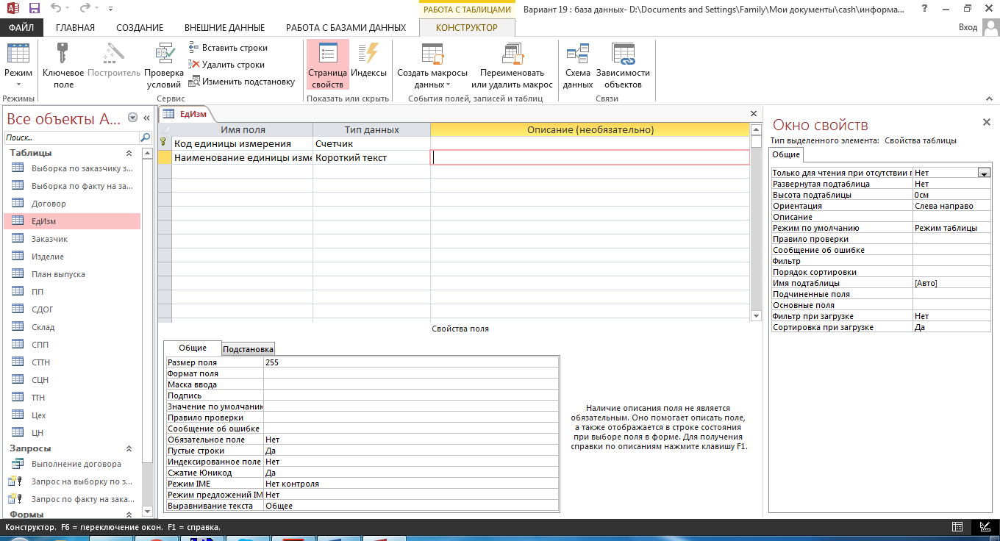 РАБОТА С ТАБЛИЦАМИ
Вариант 19 : база данных- D:\Documents and Settings\Family\Мои документы\cash\информа...
?
ФАЙЛ
ГЛАВНАЯ
СОЗДАНИЕ
ВНЕШНИЕ ДАННЫЕ
РАБОТА С БАЗАМИ ДАННЫХ
КОНСТРУКТОР
Вход
Режим
Режимы
Ключевое
поле
Построитель
Проверка
условий
Вставить строки
Удалить строки
Изменить подстановку
Сервис
Страница
свойств
Индексы
Показать или скрыть
Создать макросы
данных
Переименовать
или удалить макрос
События полей, записей и таблиц
Схема
данных
Зависимости
объектов
Связи
Все объекты A...
Поиск...
Таблицы
Выборка по заказчику з...
Выборка по факту на за...
Договор
ЕдИзм
Заказчик
Изделие
План выпуска
ПП
СДОГ
Склад
СПП
СТТН
СЦН
ТТН
Цех
ЦН
Запросы
Выполнение договора
Запрос на выборку по з...
Запрос по факту на зака...
Формы
ЕдИзм
Имя поля
Тип данных
Описание (необязательно)
Код единицы измерения
Счетчик
Наименование единицы изме
Короткий текст
Свойства поля
Общие
Подстановка
Размер поля
255
Формат поля
Маска ввода
Подпись
Значение по умолчанию
Правило проверки
Сообщение об ошибке
Обязательное поле
Нет
Пустые строки
Да
Индексированное поле
Нет
Сжатие Юникод
Да
Режим IME
Нет контроля
Режим предложений IM
Нет
Выравнивание текста
Общее
Наличие описания поля не является
обязательным. Оно помогает описать поле,
а также отображается в строке состояния
при выборе поля в форме. Для получения
справки по описаниям нажмите клавишу F1.
Окно свойств
Тип выделенного элемента: Свойства таблицы
Общие
Только для чтения при отсутствии п
Нет
Развернутая подтаблица
Нет
Высота подтаблицы
0см
Ориентация
Слева направо
Описание
Режим по умолчанию
Режим таблицы
Правило проверки
Сообщение об ошибке
Фильтр
Порядок сортировки
Имя подтаблицы
[Авто]
Подчиненные поля
Основные поля
Фильтр при загрузке
Нет
Сортировка при загрузке
Да
Конструктор. F6 = переключение окон. F1 = справка.